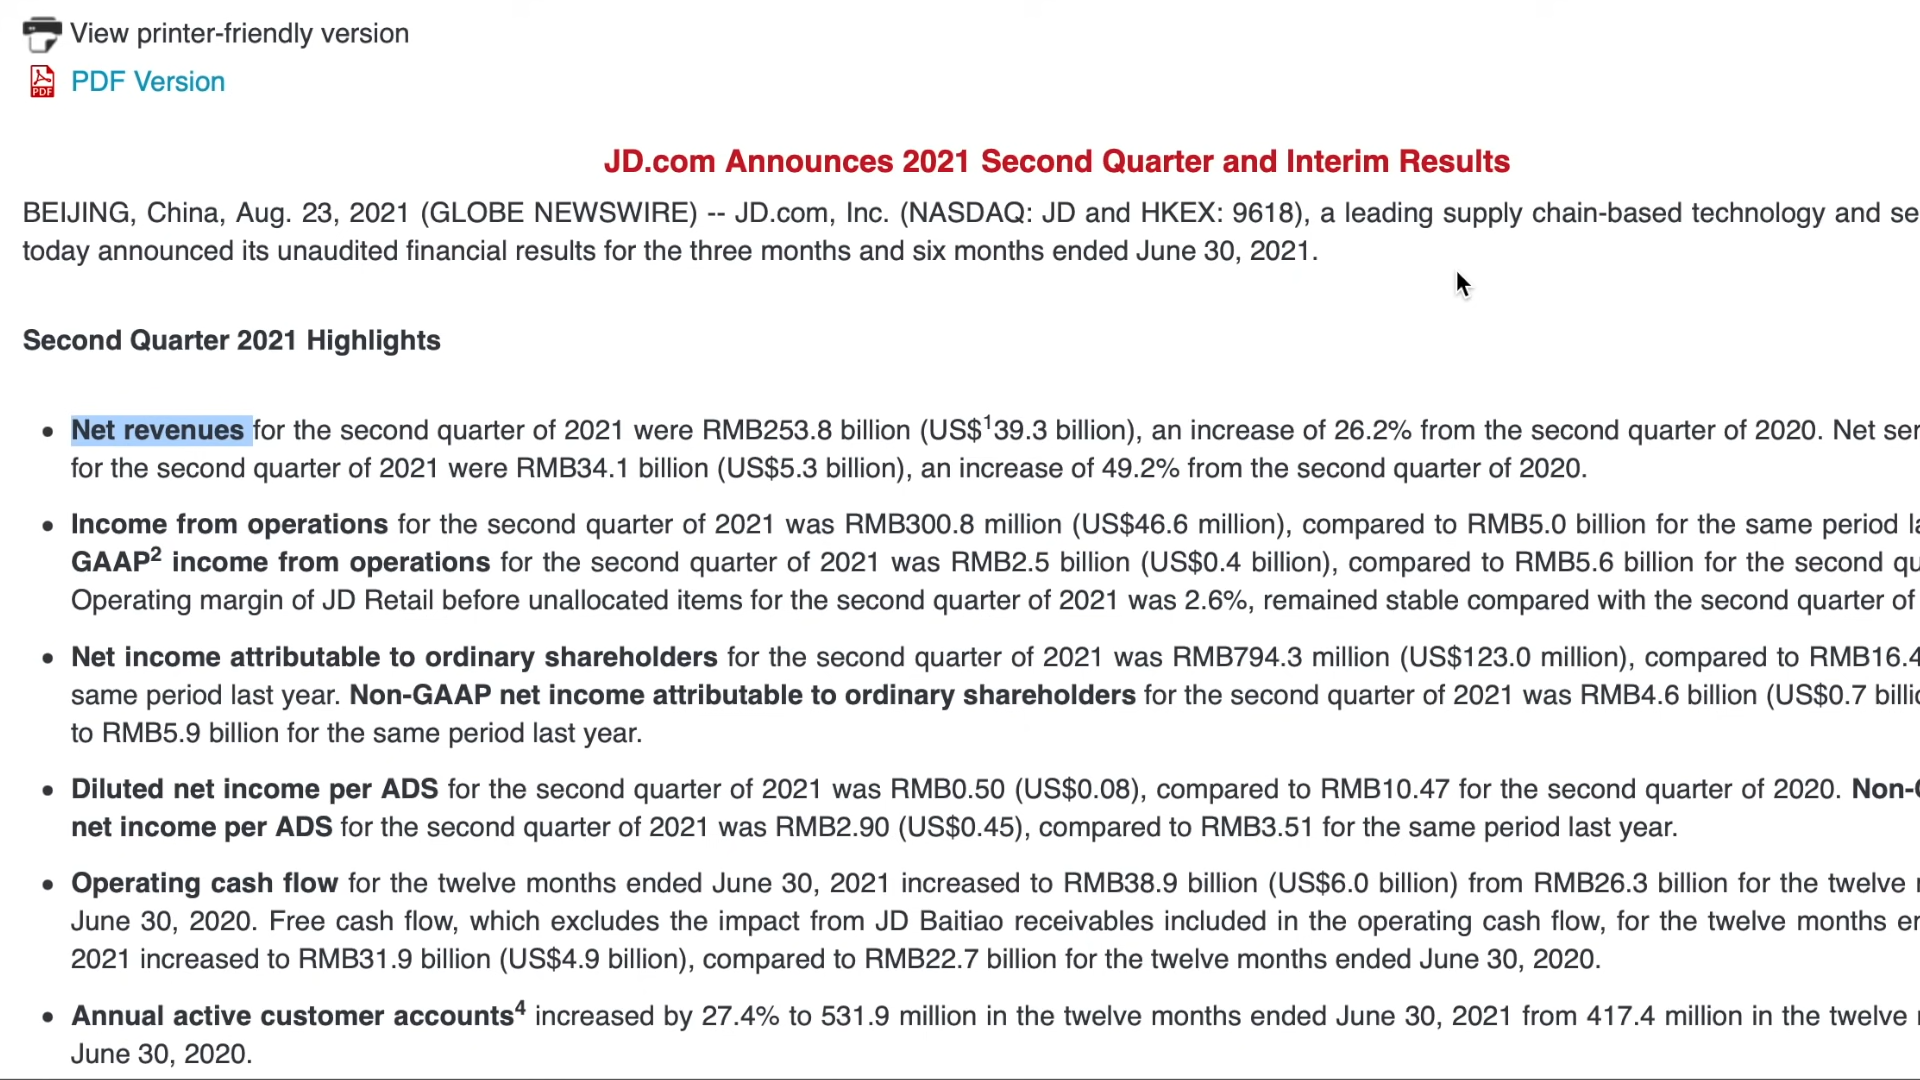 View printer-friendly version
PDF Version
JD.com Announces 2021 Second Quarter and Interim Results
BEIJING, China, Aug. 23, 2021 (GLOBE NEWSWIRE) -- JD.com, Inc. (NASDAQ: JD and HKEX: 9618), a leading supply chain-based technology and
today announced its unaudited financial results for the three months and six months ended June 30, 2021.
Second Quarter 2021 Highlights
• Net revenues for the second quarter of 2021 were RMB253.8 billion (US$¹39.3 billion), an increase of 26.2% from the second quarter of 2020. Net
for the second quarter of 2021 were RMB34.1 billion (US$5.3 billion), an increase of 49.2% from the second quarter of 2020.
• Income from operations for the second quarter of 2021 was RMB300.8 million (US$46.6 million), compared to RMB5.0 billion for the same period
GAAP² income from operations for the second quarter of 2021 was RMB2.5 billion (US$0.4 billion), compared to RMB5.6 billion for the second
Operating margin of JD Retail before unallocated items for the second quarter of 2021 was 2.6%, remained stable compared with the second quarter of
• Net income attributable to ordinary shareholders for the second quarter of 2021 was RMB794.3 million (US$123.0 million), compared to RMB16.4
same period last year. Non-GAAP net income attributable to ordinary shareholders for the second quarter of 2021 was RMB4.6 billion (US$0.7
to RMB5.9 billion for the same period last year.
• Diluted net income per ADS for the second quarter of 2021 was RMB0.50 (US$0.08), compared to RMB10.47 for the second quarter of 2020.
net income per ADS for the second quarter of 2021 was RMB2.90 (US$0.45), compared to RMB3.51 for the same period last year.
• Operating cash flow for the twelve months ended June 30, 2021 increased to RMB38.9 billion (US$6.0 billion) from RMB26.3 billion for the twelve
June 30, 2020. Free cash flow, which excludes the impact from JD Baitiao receivables included in the operating cash flow, for the twelve months
2021 increased to RMB31.9 billion (US$4.9 billion), compared to RMB22.7 billion for the twelve months ended June 30, 2020.
• Annual active customer accounts⁴ increased by 27.4% to 531.9 million in the twelve months ended June 30, 2021 from 417.4 million in the twelve
June 30, 2020.